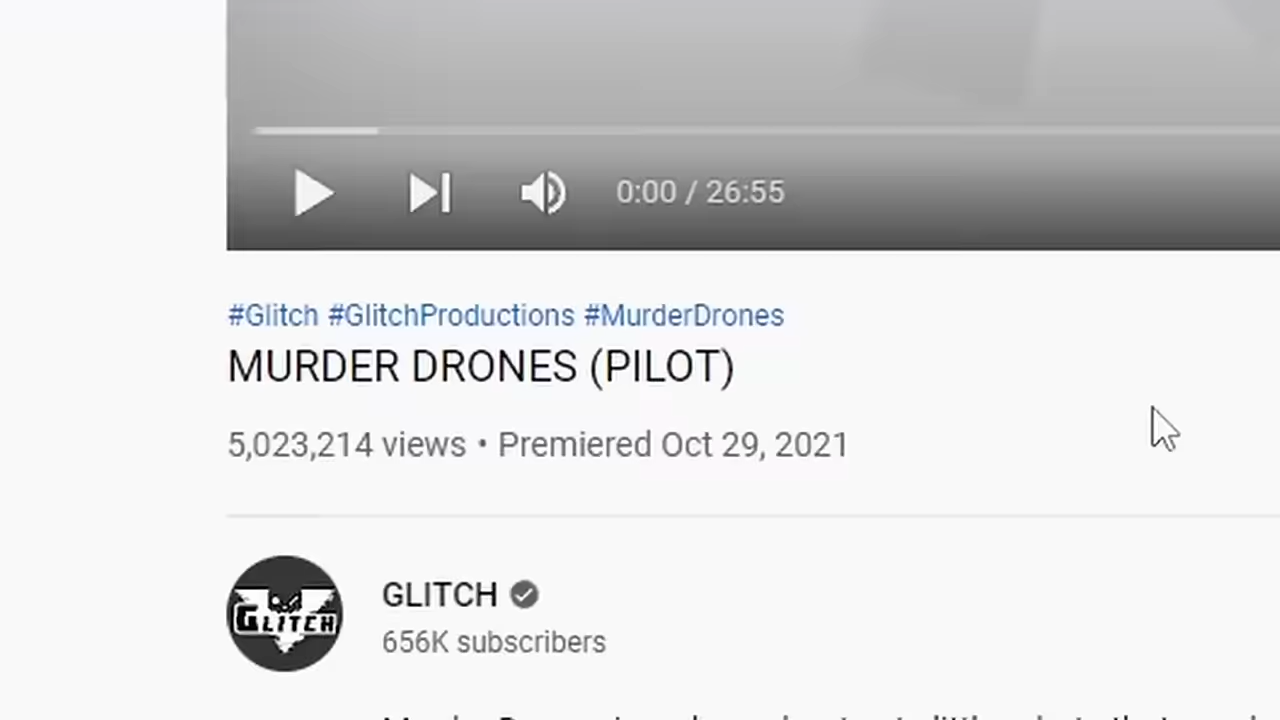 0:00 / 26:55
#Glitch #GlitchProductions #MurderDrones
MURDER DRONES (PILOT)
5,023,214 views • Premiered Oct 29, 2021
GLITCH
GLITCH
656K subscribers